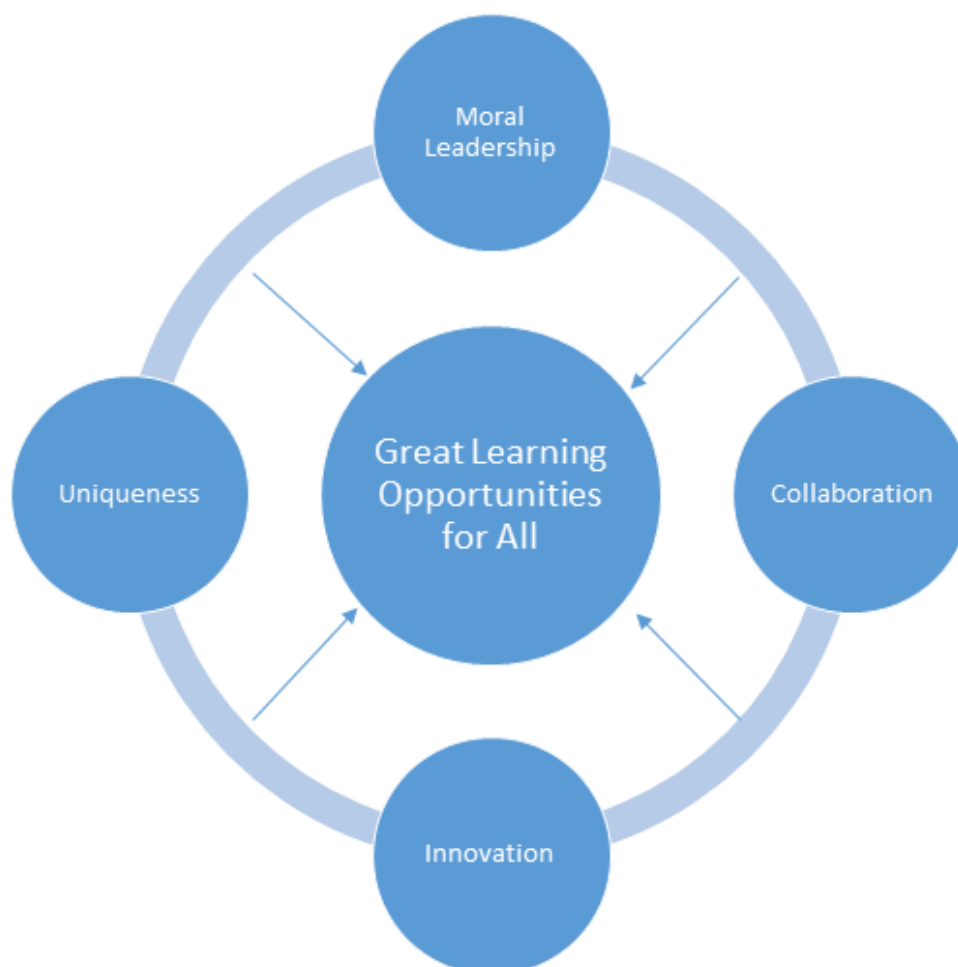 Moral
Leadership
Great Learning
Opportunities
for All
Uniqueness
Collaboration
Innovation